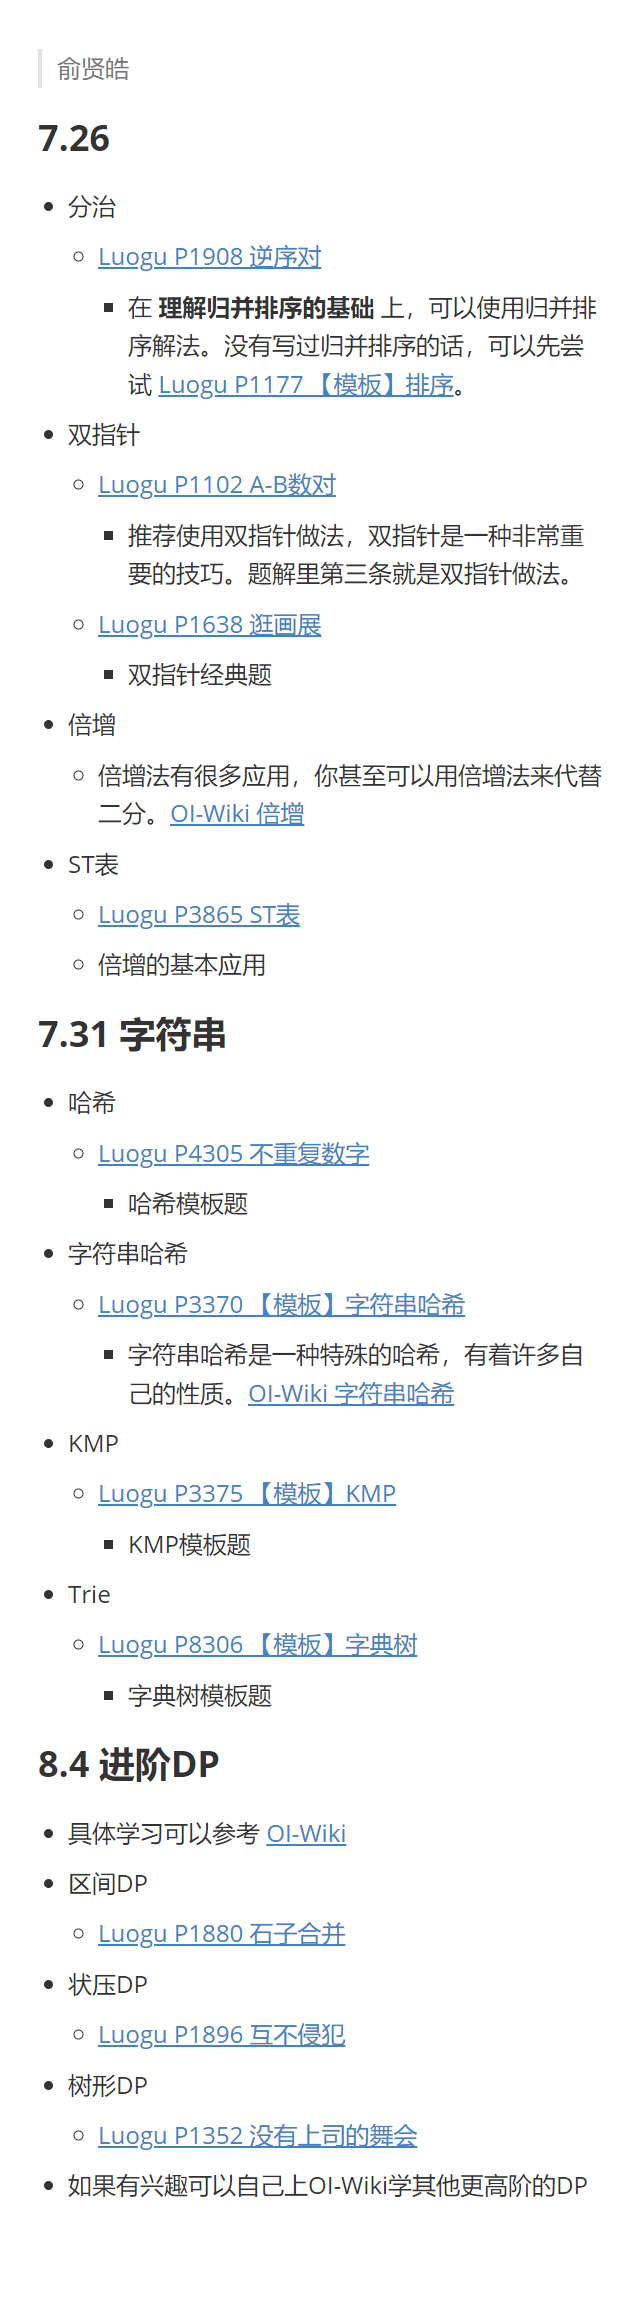 俞贤皓
7.26
分治
Luogu P1908 逆序对
在 理解归并排序的基础 上，可以使用归并排
序解法。没有写过归并排序的话，可以先尝
试 Luogu P1177 【模板】排序。
双指针
Luogu P1102 A-B数对
推荐使用双指针做法，双指针是一种非常重
要的技巧。题解里第三条就是双指针做法。
Luogu P1638 逛画展
双指针经典题
倍增
倍增法有很多应用，你甚至可以用倍增法来代替
二分。OI-Wiki 倍增
ST表
Luogu P3865 ST表
倍增的基本应用
7.31 字符串
哈希
Luogu P4305 不重复数字
哈希模板题
字符串哈希
Luogu P3370 【模板】字符串哈希
字符串哈希是一种特殊的哈希，有着许多自
己的性质。OI-Wiki 字符串哈希
KMP
Luogu P3375 【模板】KMP
KMP模板题
Trie
Luogu P8306 【模板】字典树
字典树模板题
8.4 进阶DP
具体学习可以参考 OI-Wiki
区间DP
Luogu P1880 石子合并
状压DP
Luogu P1896 互不侵犯
树形DP
Luogu P1352 没有上司的舞会
如果有兴趣可以自己上OI-Wiki学其他更高阶的DP